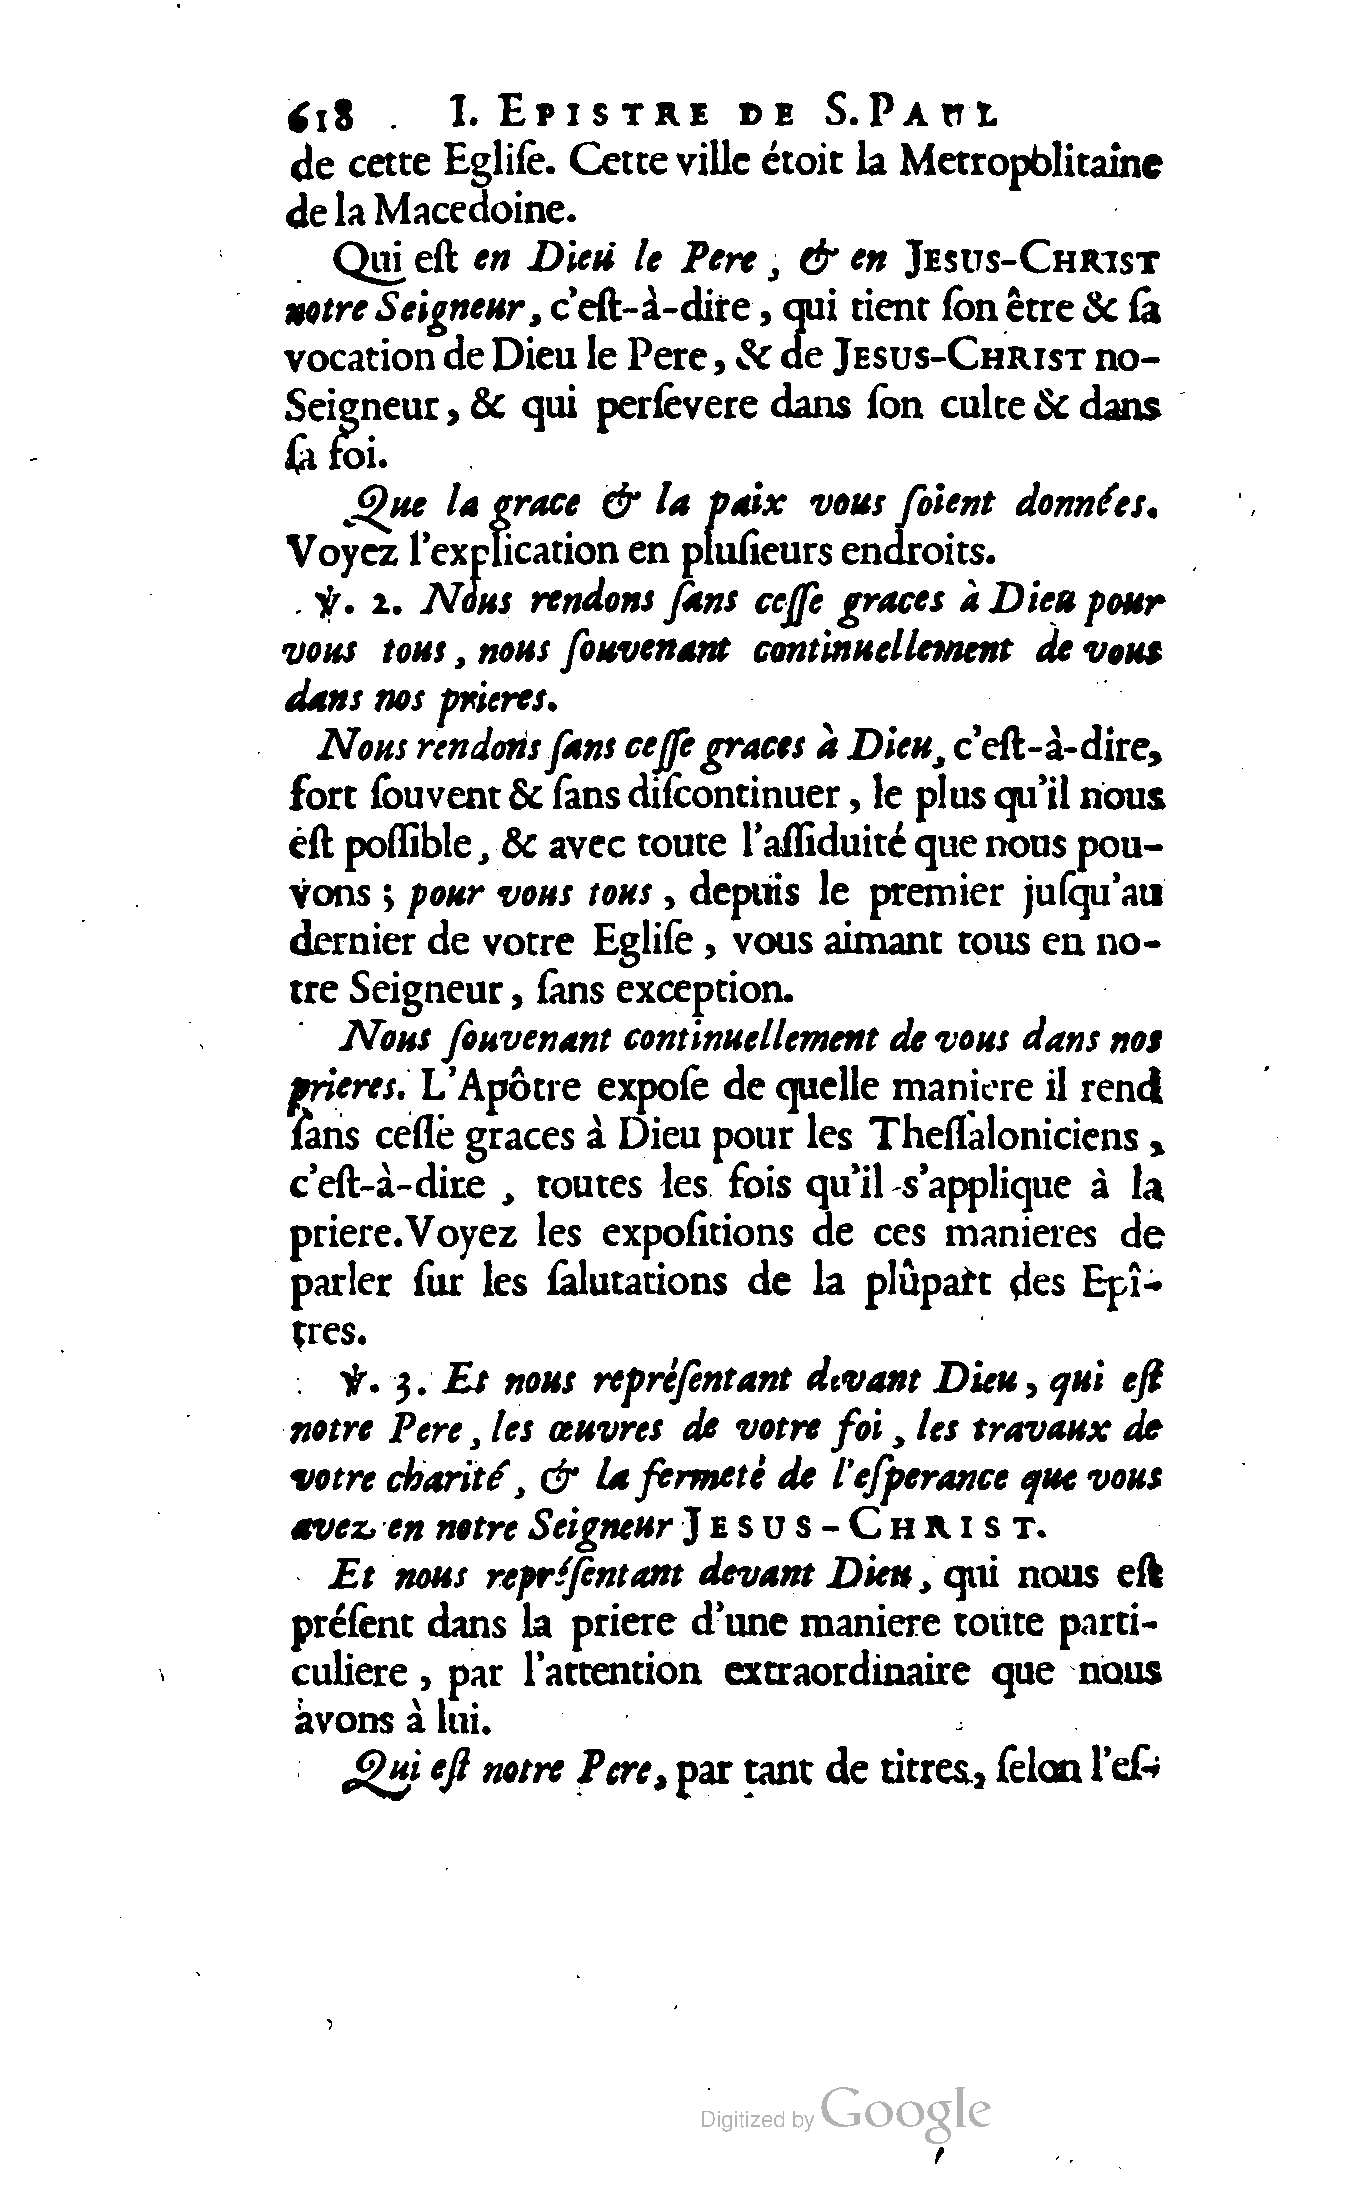 618 . I. EPISTRE DE S. PAUL
de cette Egliſe. Cette ville étoit la Metropolitaine
de la Macedoine.
Qui eſt en Dieu le Pere, & en JESUS-CHRIST
notre Seigneur, c'eſt-à-dire, qui tient ſon être & ſa
vocation de Dieu le Pere, & de JESUS-CHRIST no-
Seigneur, & qui perſevere dans ſon culte & dans
ſa foi.
Que la grace & la paix vous ſoient données.
Voyez l'explication en pluſieurs endroits.
℣. 2. Nous rendons ſans ceſſe graces à Dieu pour
vous tous, nous ſouvenant continuellement de vous
dans nos prieres.
Nous rendons ſans ceſſe graces à Dieu, c'eſt-à-dire,
fort ſouvent & ſans diſcontinuer, le plus qu'il nous
eſt poſſible, & avec toute l'aſſiduité que nous pou-
vons ; pour vous tous, depuis le premier juſqu'au
dernier de votre Egliſe, vous aimant tous en no-
tre Seigneur, ſans exception.
Nous ſouvenant continuellement de vous dans nos
prieres. L'Apôtre expoſe de quelle maniere il rend
ſans ceſſe graces à Dieu pour les Theſſaloniciens,
c'eſt-à-dire, toutes les fois qu'il s'applique à la
priere. Voyez les expoſitions de ces manieres de
parler ſur les ſalutations de la plûpart des Epî-
tres.
℣. 3. Et nous repréſentant devant Dieu, qui eſt
notre Pere, les œuvres de votre foi, les travaux de
votre charité, & la fermeté de l'eſperance que vous
avez en notre Seigneur JESUS-CHRIST.
Et nous repréſentant devant Dieu, qui nous eſt
préſent dans la priere d'une maniere toute parti-
culiere, par l'attention extraordinaire que nous
avons à lui.
Qui eſt notre Pere, par tant de titres, ſelon l'eſ-
Digitized by Google